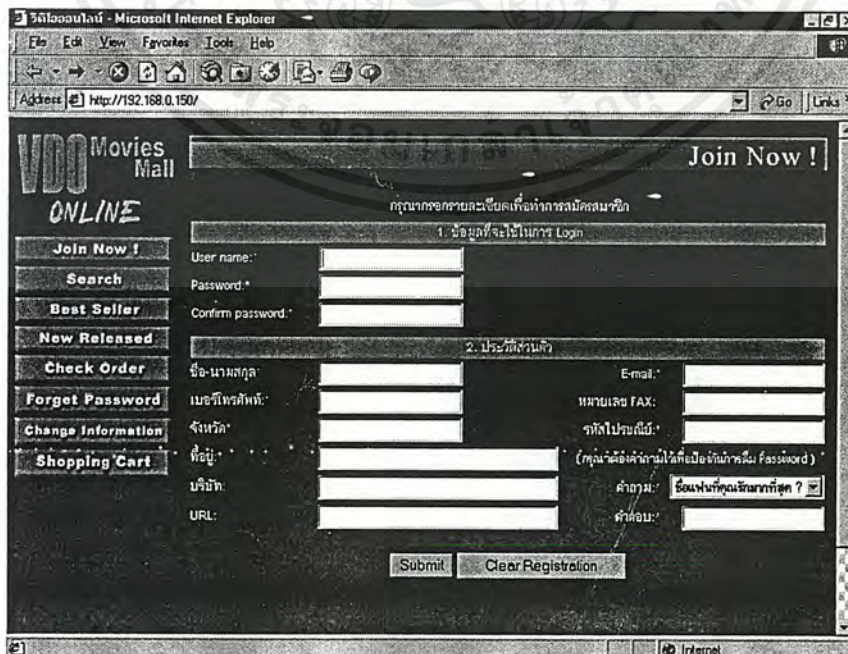 วิดีโอออนไลน์ - Microsoft Internet Explorer
File Edit View Favorites Tools Help
Address http://192.168.0.150/ Go Links
VDO Movies Mall
ONLINE
Join Now !
กรุณากรอกรายละเอียดเพื่อทำการสมัครสมาชิก
1. ข้อมูลที่จะใช้ในการ Login
User name:*
Password:*
Confirm password:*
2. ประวัติส่วนตัว
ชื่อ-นามสกุล E-mail:*
เบอร์โทรศัพท์:* หมายเลข FAX:
จังหวัด* รหัสไปรษณีย์:*
ที่อยู่:* (กรุณาตั้งคำถามไว้เพื่อป้องกันการลืม Password)
บริษัท: คำถาม:* ชื่อแฟนที่คุณรักมากที่สุด ?
URL: คำตอบ:*
Submit Clear Registration
Join Now !
Search
Best Seller
New Released
Check Order
Forget Password
Change Information
Shopping Cart
Internet